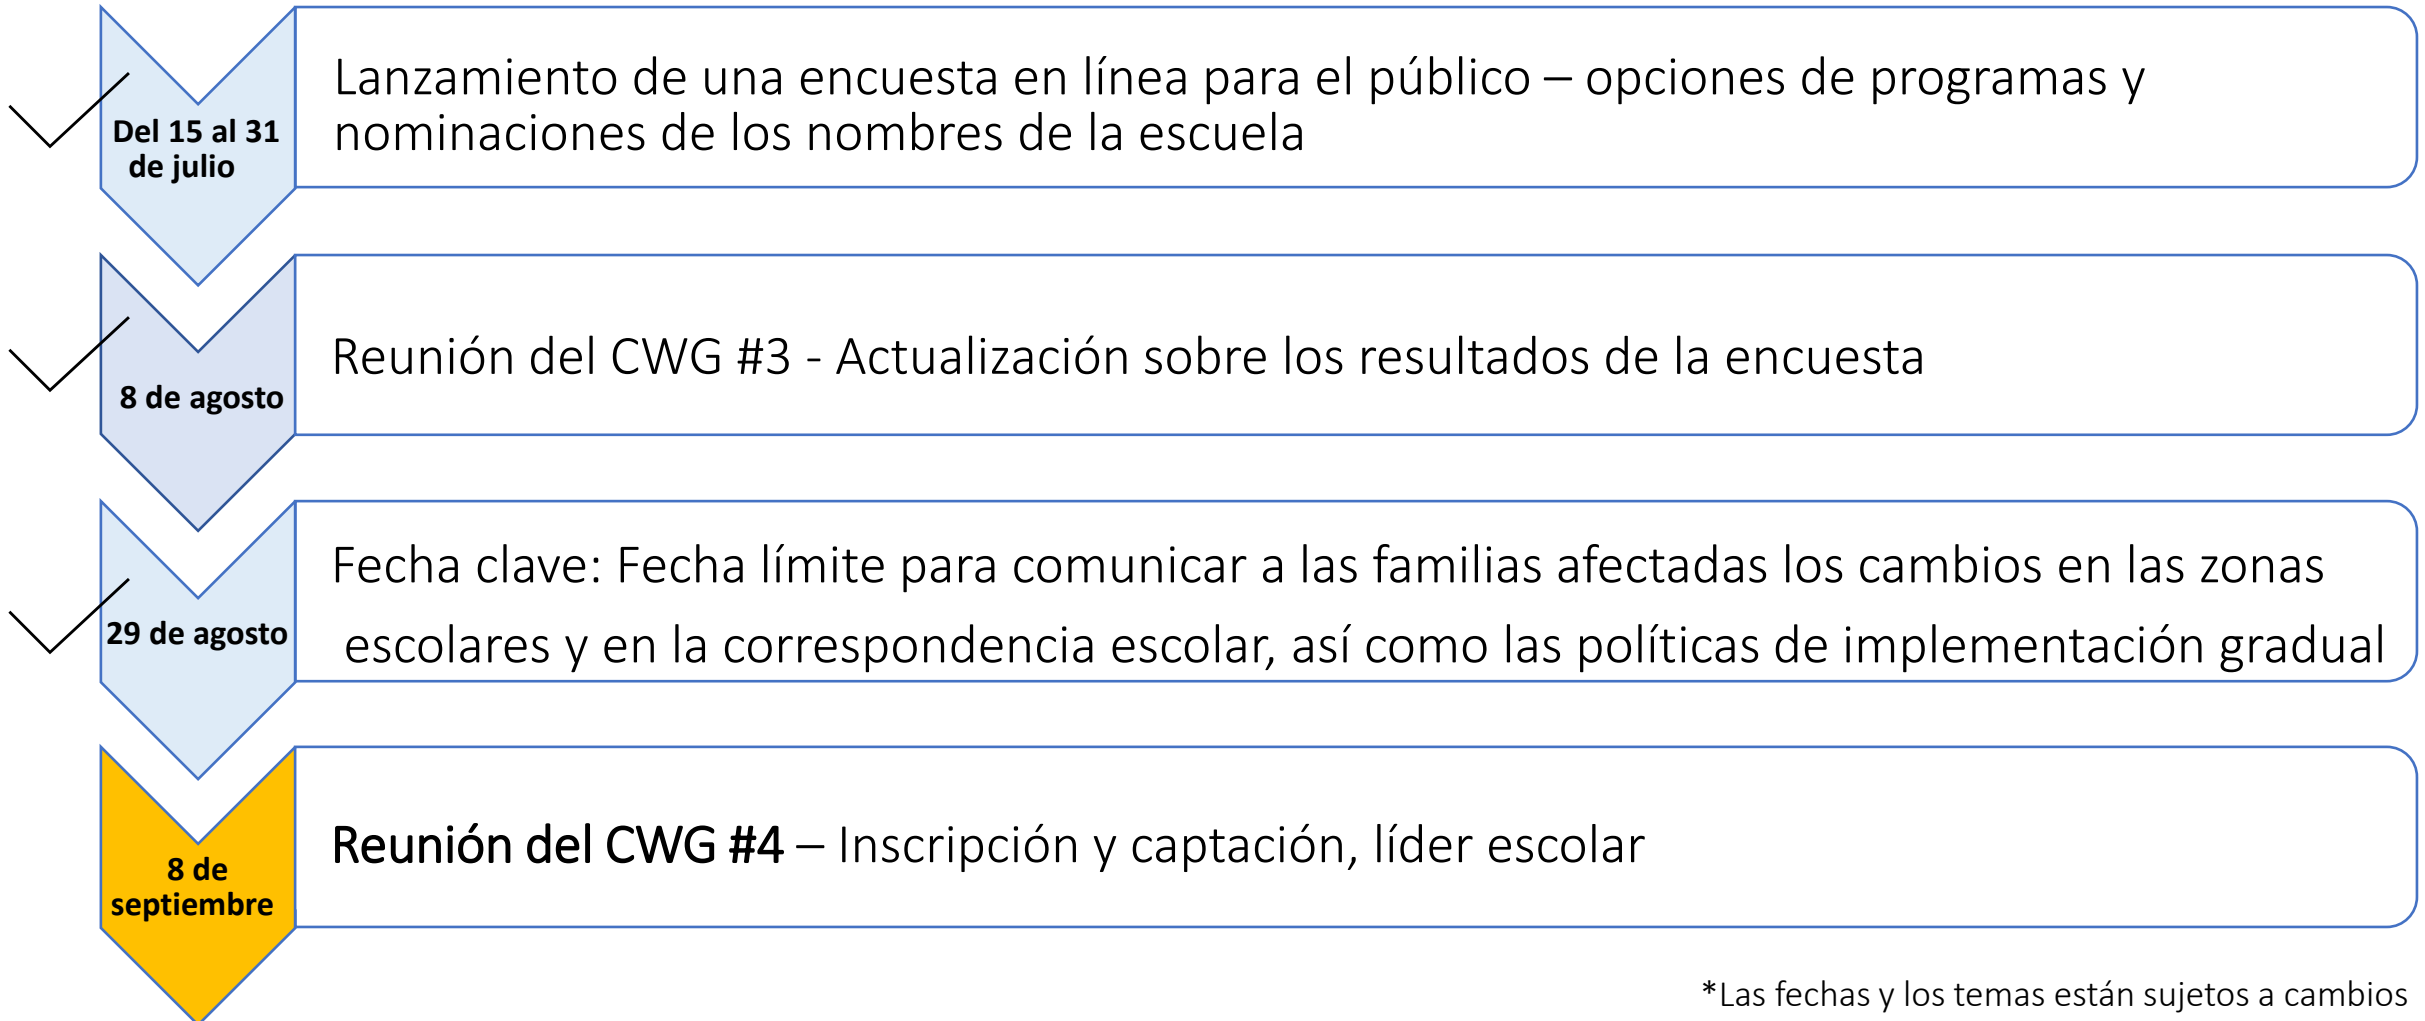 Del 15 al 31
de julio
Lanzamiento de una encuesta en línea para el público – opciones de programas y
nominaciones de los nombres de la escuela
8 de agosto
Reunión del CWG #3 - Actualización sobre los resultados de la encuesta
29 de agosto
Fecha clave: Fecha límite para comunicar a las familias afectadas los cambios en las zonas
escolares y en la correspondencia escolar, así como las políticas de implementación gradual
8 de
septiembre
Reunión del CWG #4 – Inscripción y captación, líder escolar
*Las fechas y los temas están sujetos a cambios